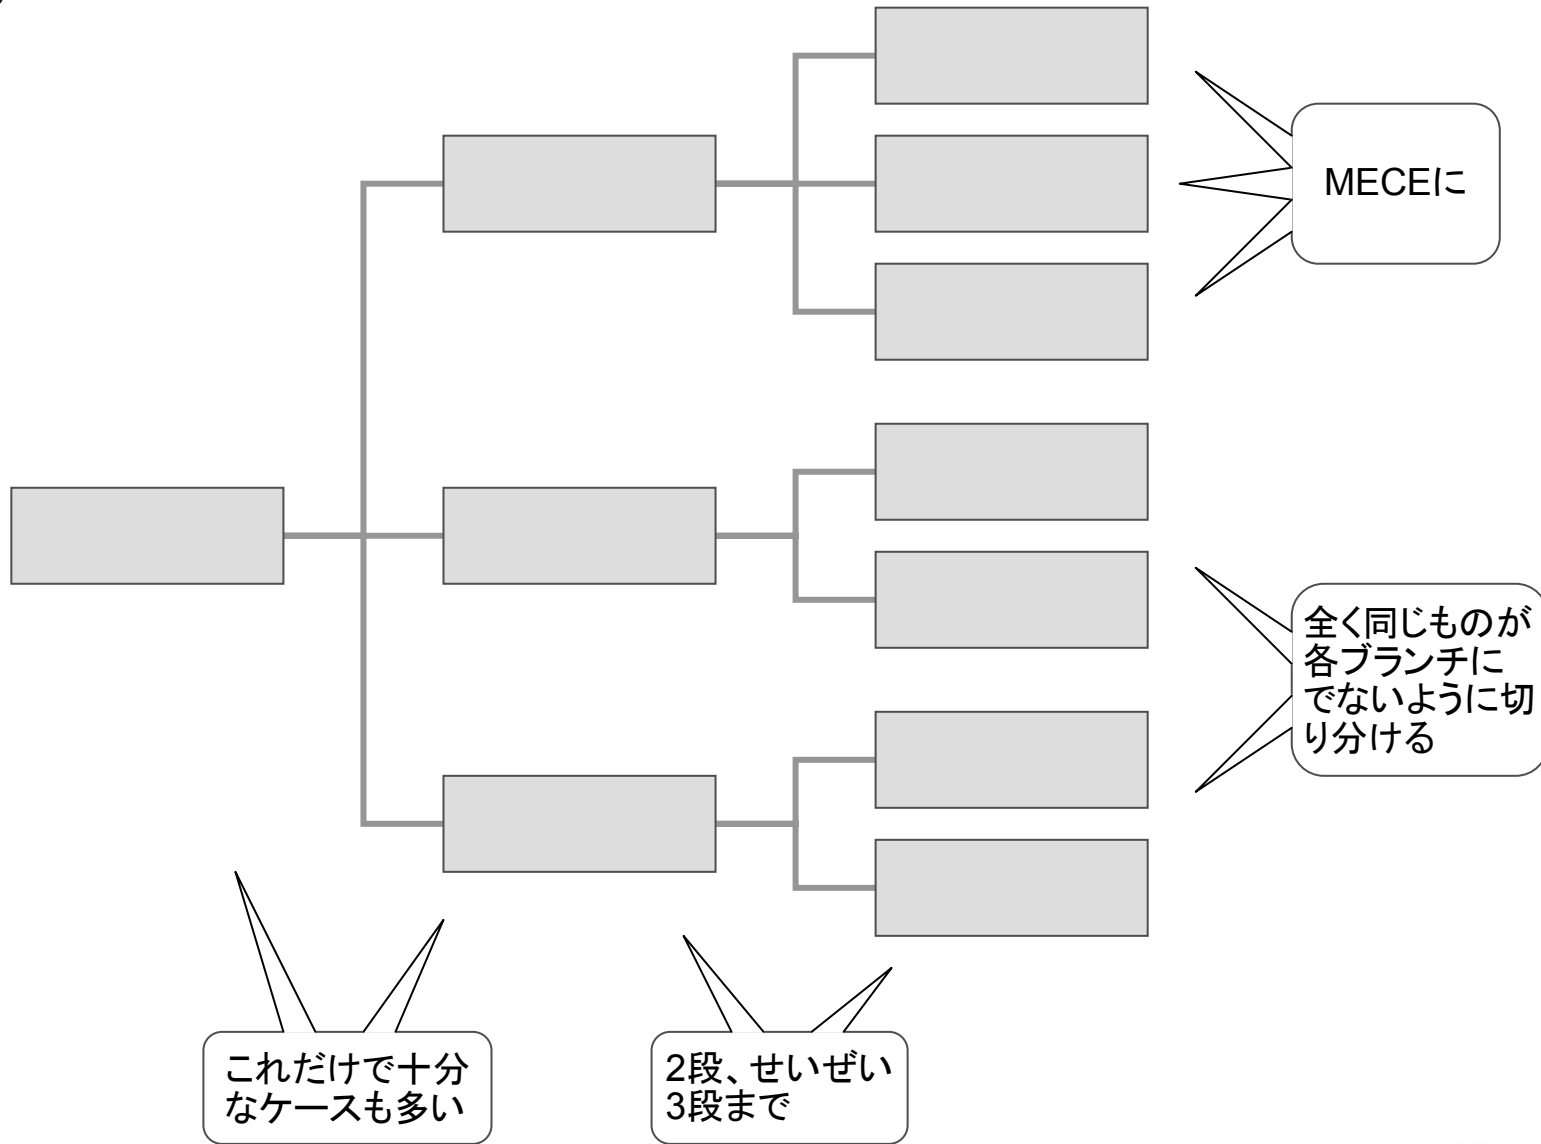 MECEに
全く同じものが
各ブランチに
でないように切
り分ける
これだけで十分
なケースも多い
2段、せいぜい
3段まで